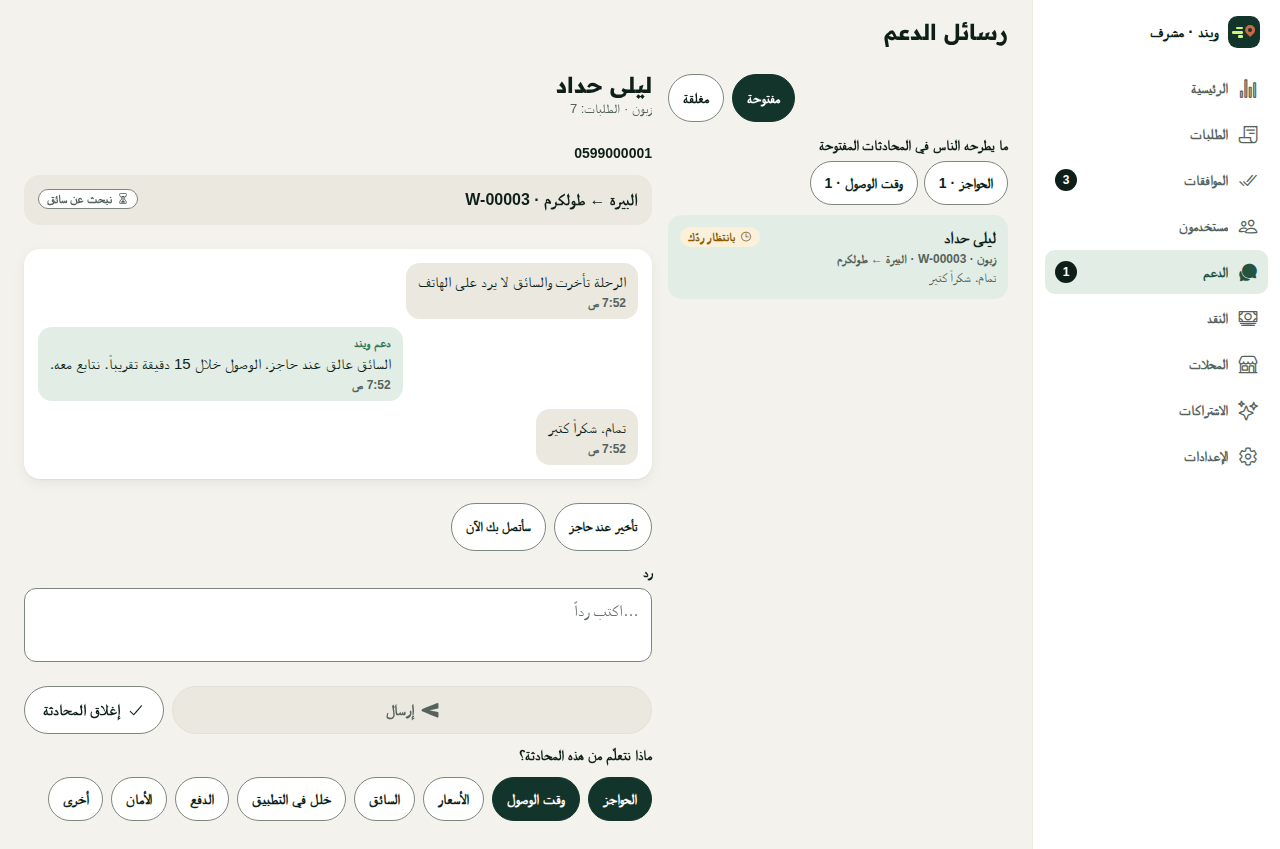 ويند · مشرف
الرئيسية
الطلبات
الموافقات 3
مستخدمون
الدعم 1
النقد
المحلات
الاشتراكات
الإعدادات
رسائل الدعم
مفتوحة
مغلقة
ما يطرحه الناس في المحادثات المفتوحة
الحواجز · 1
وقت الوصول · 1
ليلى حداد
بانتظار ردّك
زبون · W-00003 · البيرة ← طولكرم
تمام، شكراً كتير
ليلى حداد
زبون · الطلبات: 7
0599000001
البيرة ← طولكرم · W-00003
نبحث عن سائق
الرحلة تأخرت والسائق لا يرد على الهاتف
7:52 ص
دعم ويند
السائق عالق عند حاجز. الوصول خلال 15 دقيقة تقريباً. نتابع معه.
7:52 ص
تمام، شكراً كتير
7:52 ص
تأخير عند حاجز
سأتصل بك الآن
رد
اكتب رداً...
إرسال
إغلاق المحادثة
ماذا نتعلّم من هذه المحادثة؟
الحواجز
وقت الوصول
الأسعار
السائق
خلل في التطبيق
الدفع
الأمان
أخرى